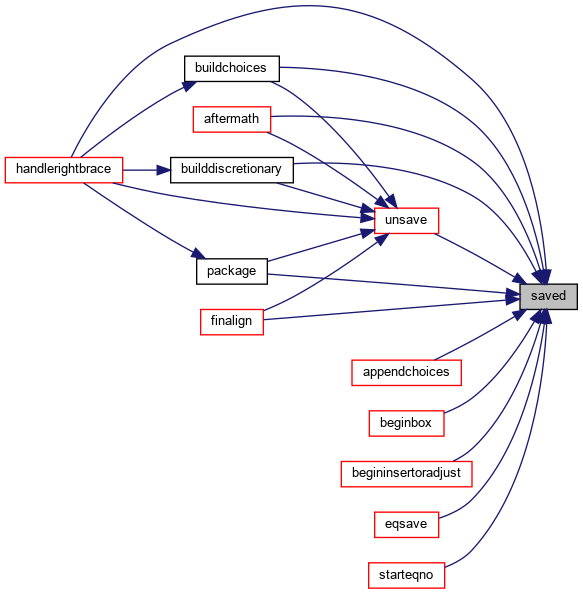 buildchoices
aftermath
handlerightbrace
builddiscretionary
unsave
package
saved
finalign
appendchoices
beginbox
begininsertoradjust
eqsave
starteqno